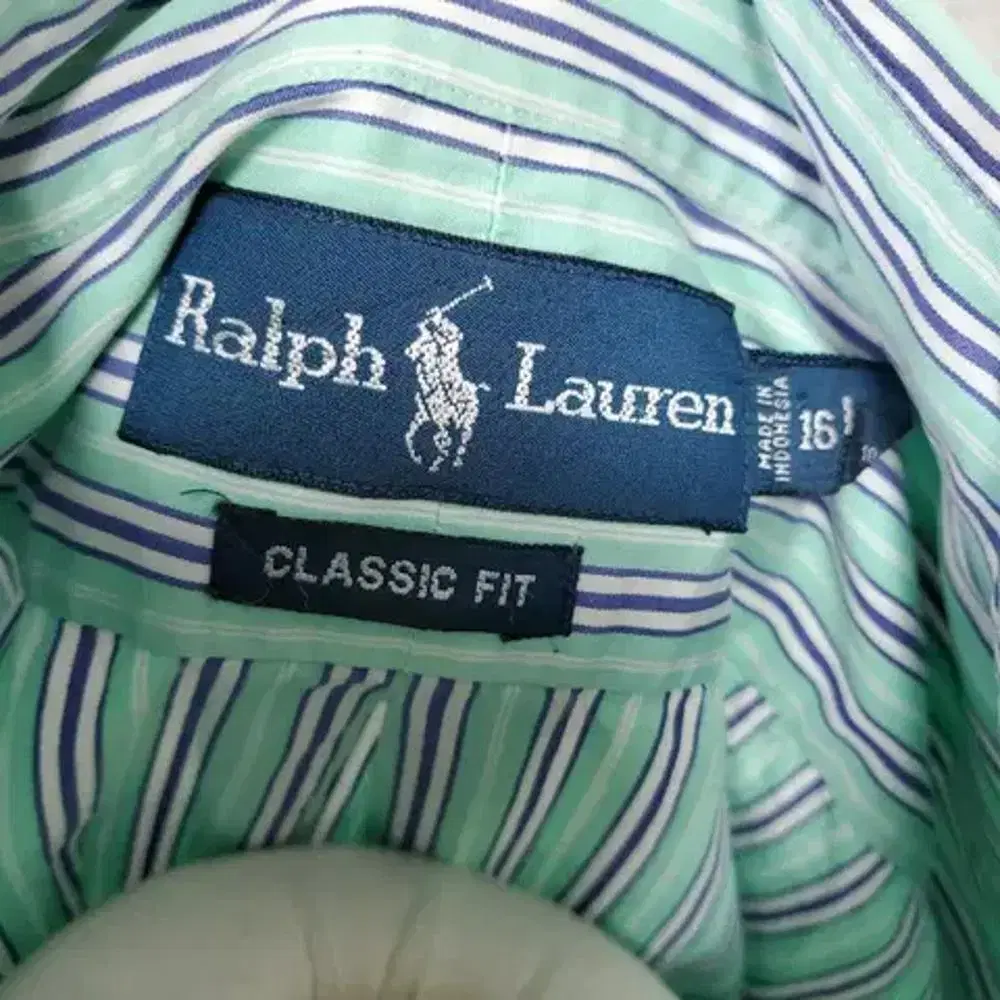 Ralph Lauren
MADE IN
INDONESIA
16
CLASSIC FIT